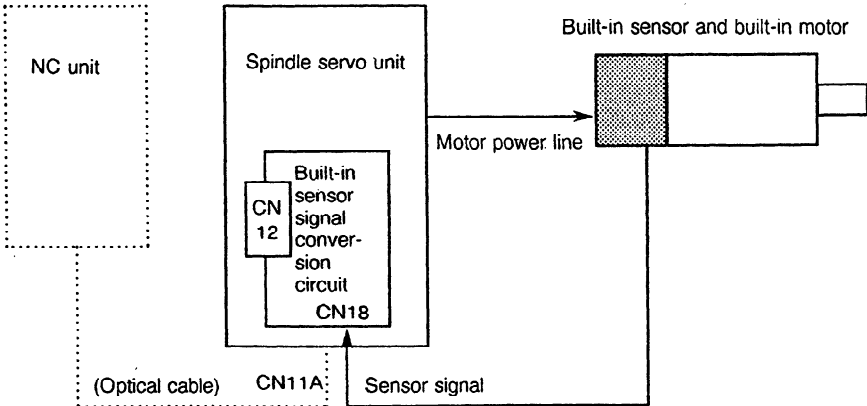 Built-in sensor and built-in motor
NC unit
Spindle servo unit
Motor power line
Built-in
sensor
signal
conver-
sion
circuit
CN
12
CN18
(Optical cable)
CN11A
Sensor signal